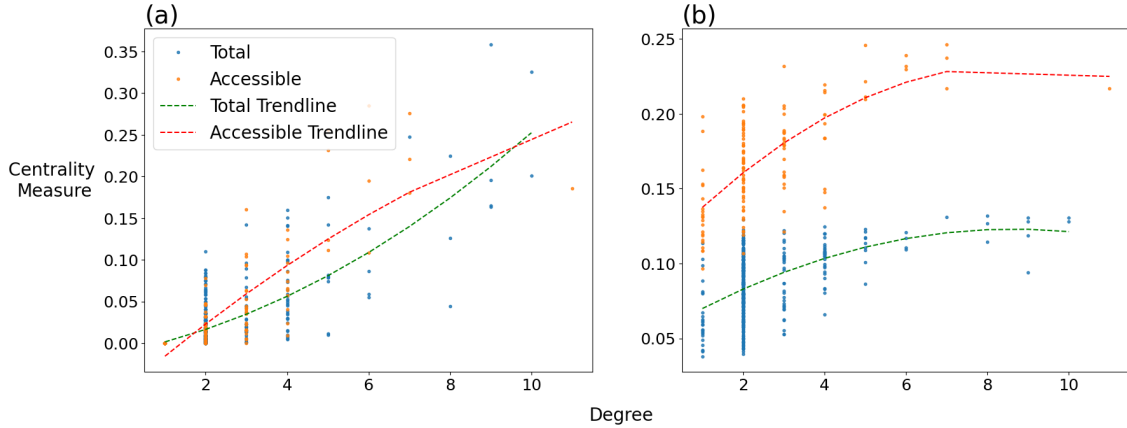 (a)
(b)
Total
Accessible
Total Trendline
Accessible Trendline
Centrality
Measure
0.35
0.30
0.25
0.20
0.15
0.10
0.05
0.00
2
4
6
8
10
0.25
0.20
0.15
0.10
0.05
2
4
6
8
10
Degree